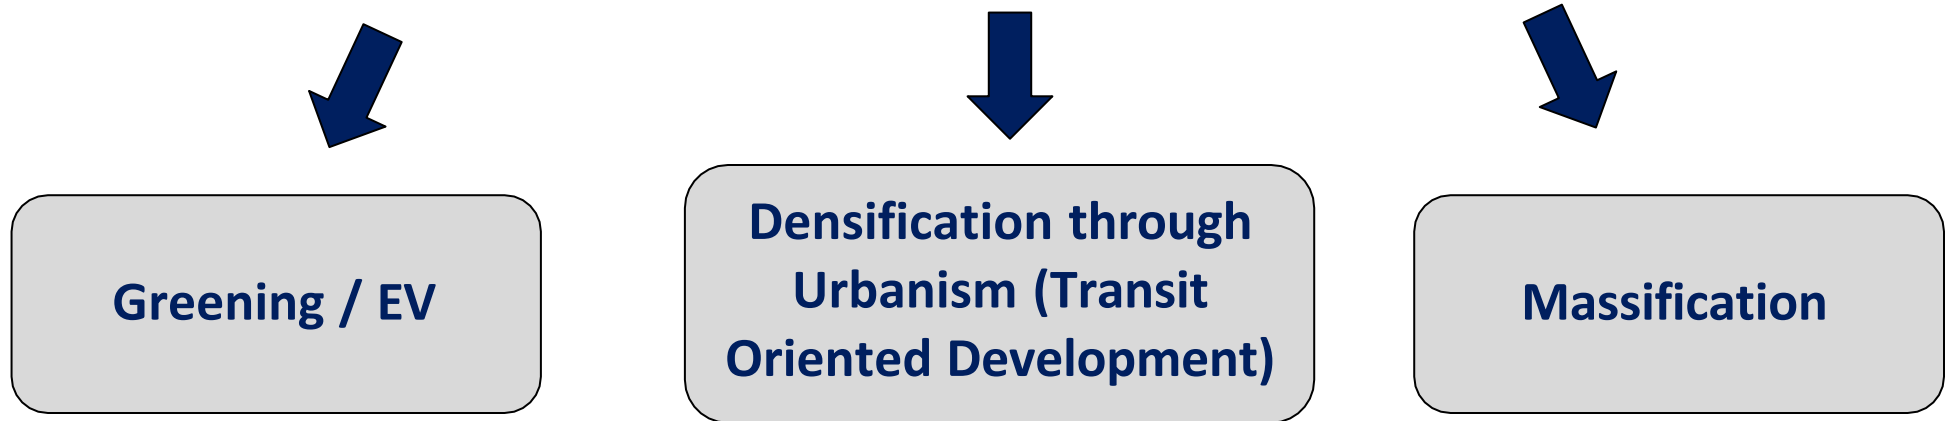 Greening / EV
Densification through
Urbanism (Transit
Oriented Development)
Massification